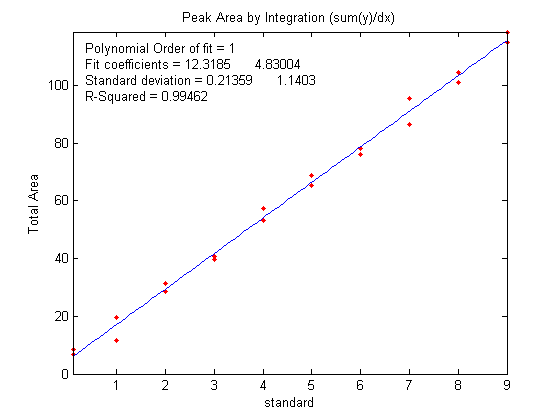 Peak Area by Integration (sum(y)/dx)
Polynomial Order of fit = 1
Fit coefficients = 12.3185 4.83004
Standard deviation = 0.21359 1.1403
R-Squared = 0.99462
100
80
60
40
20
0
Total Area
1 2 3 4 5 6 7 8 9
standard